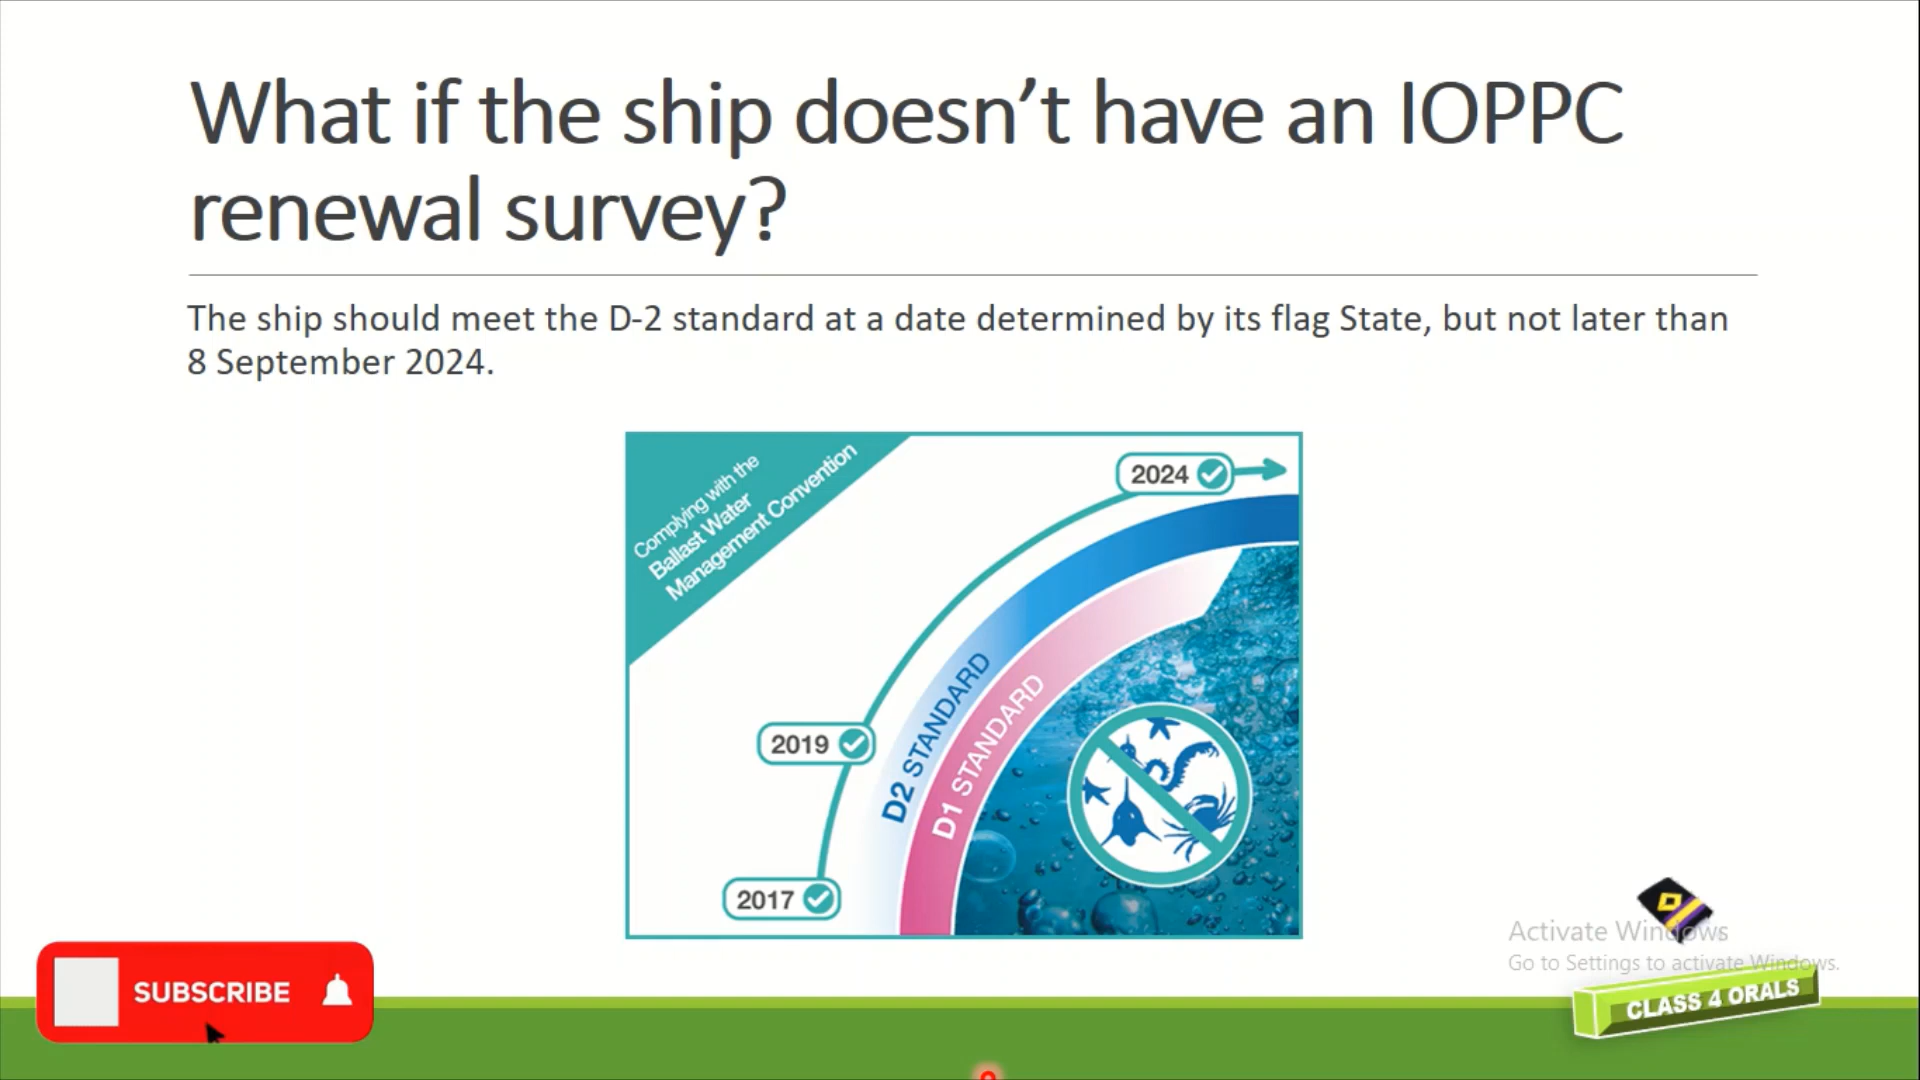 What if the ship doesn’t have an IOPPC
renewal survey?
The ship should meet the D-2 standard at a date determined by its flag State, but not later than
8 September 2024.
Complying with the
Ballast Water
Management Convention
2024
2019
2017
D2 STANDARD
D1 STANDARD
Activate Windows
Go to Settings to activate Windows.
SUBSCRIBE
CLASS 4 ORALS